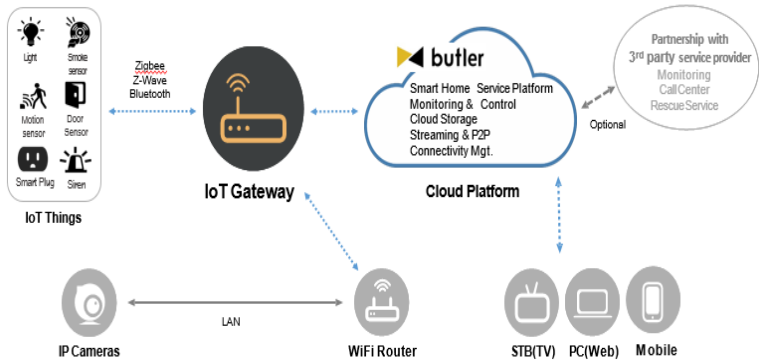 Light
Smoke
sensor
Motion
sensor
Door
Sensor
Smart Plug
Siren
IoT Things
Zigbee
Z-Wave
Bluetooth
IoT Gateway
butler
Smart Home Service Platform
Monitoring & Control
Cloud Storage
Streaming & P2P
Connectivity Mgt.
Cloud Platform
Optional
Partnership with
3rd party service provider
Monitoring
Call Center
Rescue Service
IP Cameras
LAN
WiFi Router
STB(TV)
PC(Web)
Mobile